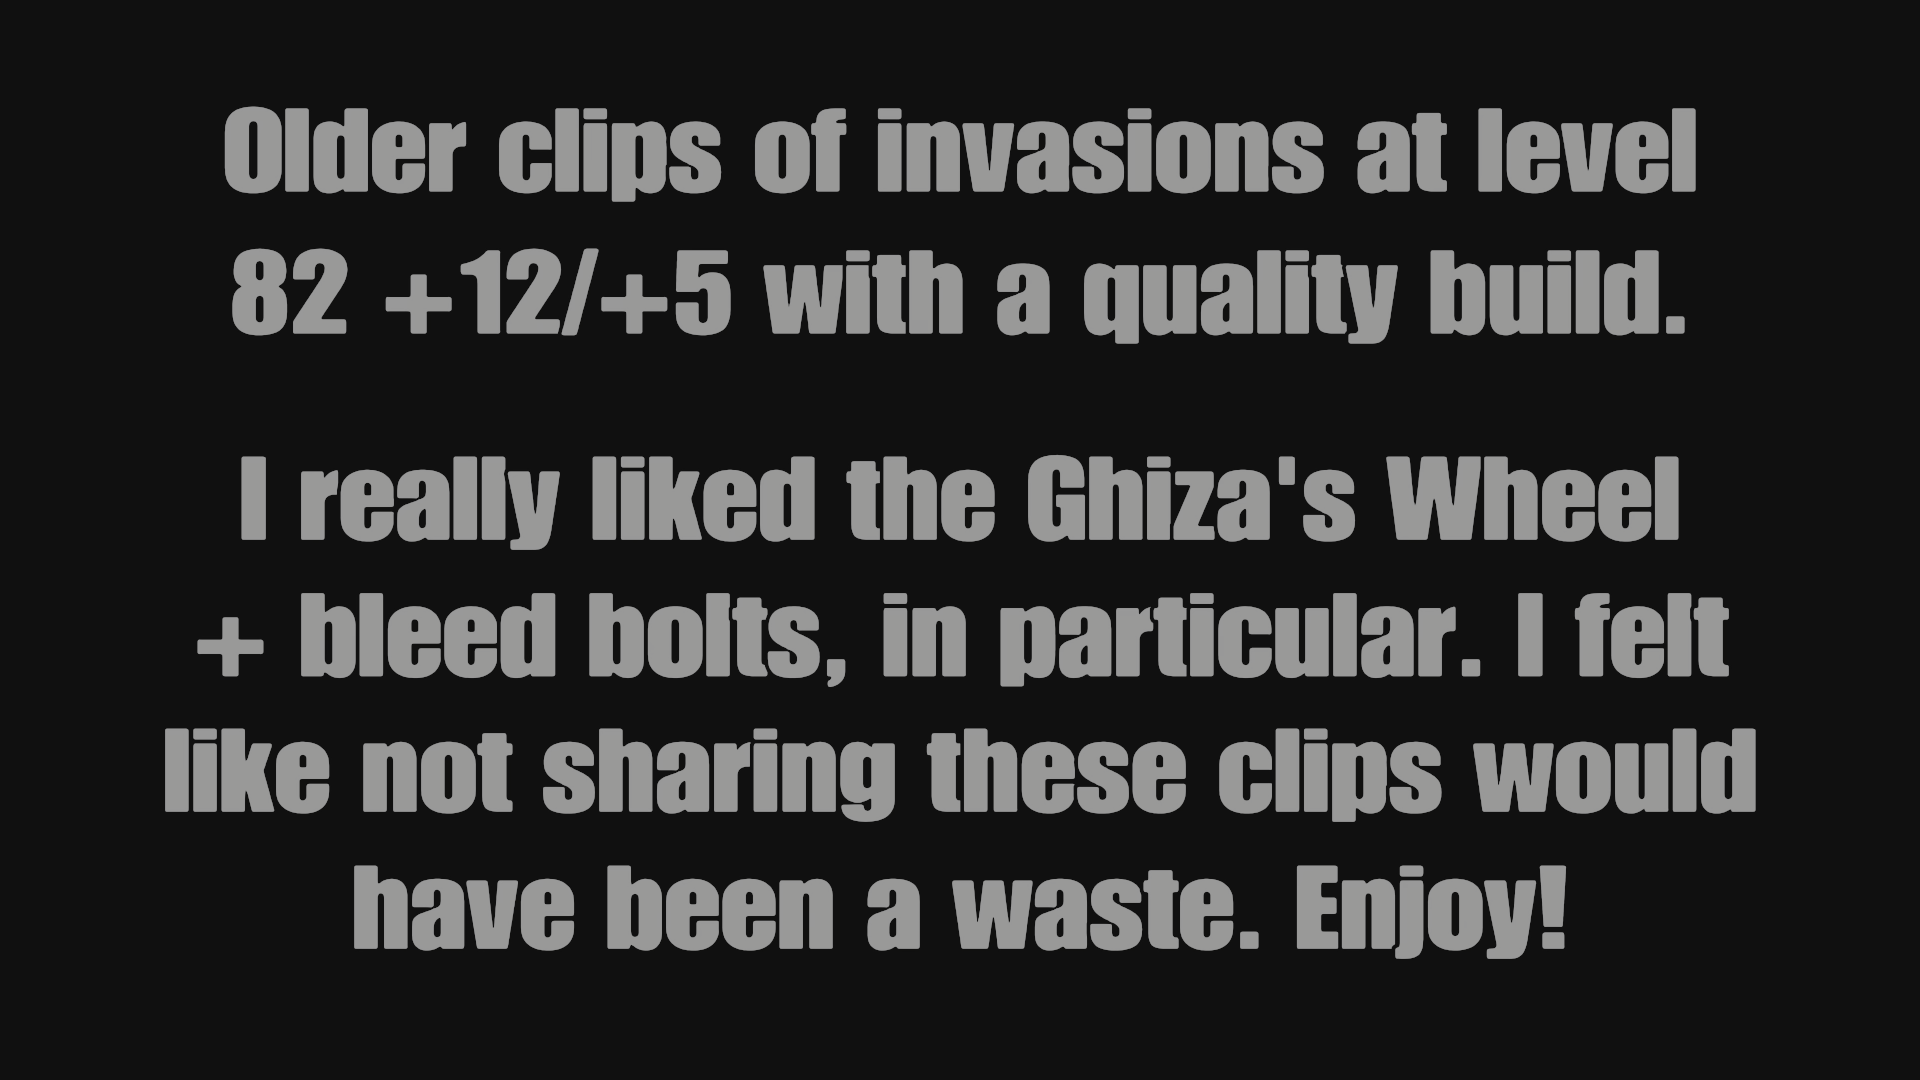 Older clips of invasions at level
82 +12/+5 with a quality build.
I really liked the Ghiza's Wheel
+ bleed bolts, in particular. I felt
like not sharing these clips would
have been a waste. Enjoy!